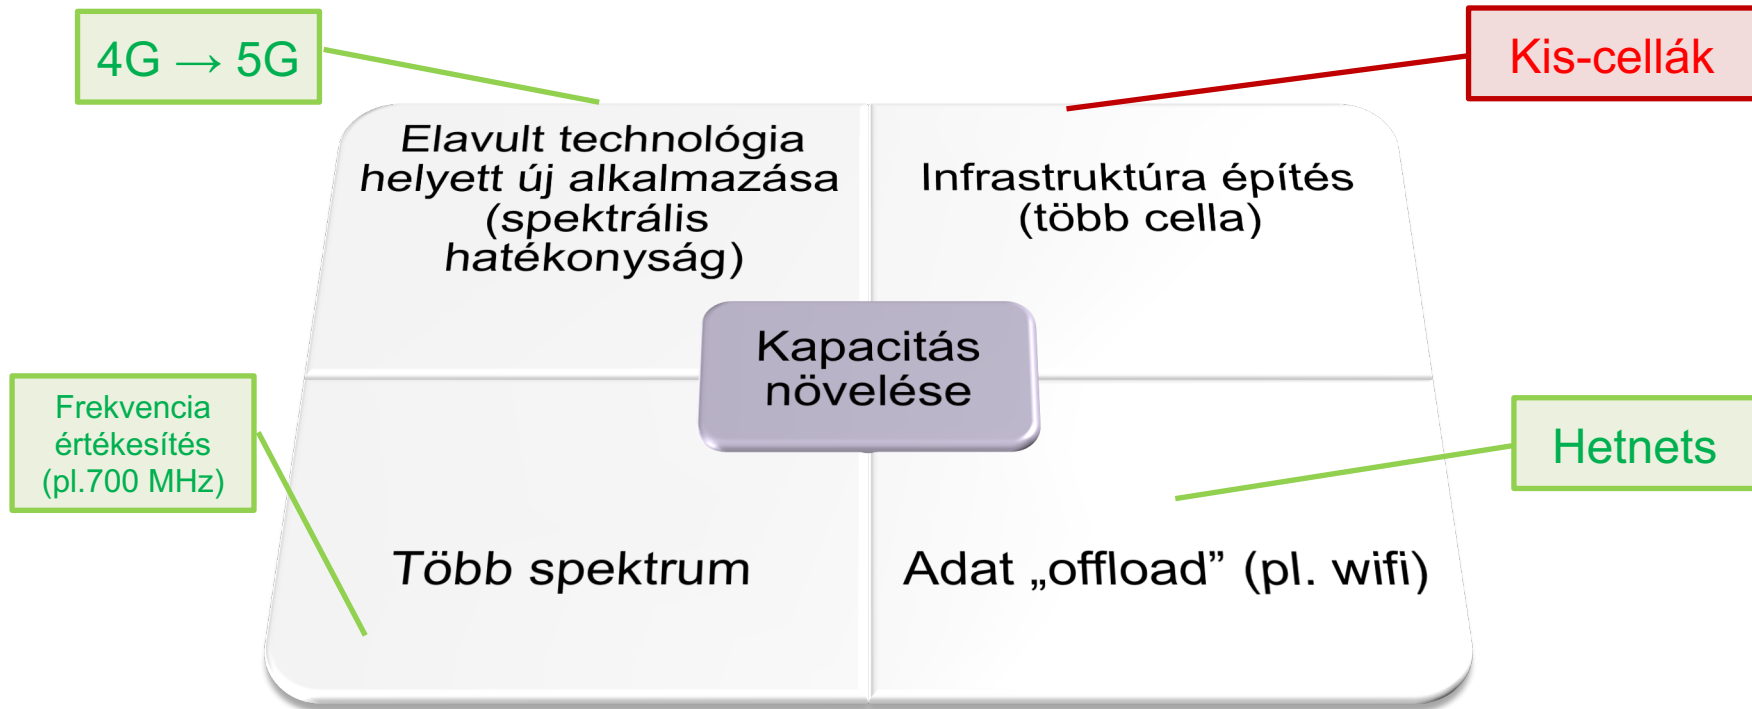 4G → 5G
Kis-cellák
Elavult technológia
helyett új alkalmazása
(spektrális
hatékonyság)
Infrastruktúra építés
(több cella)
Kapacitás
növelése
Frekvencia
értékesítés
(pl.700 MHz)
Hetnets
Több spektrum
Adat „offload” (pl. wifi)